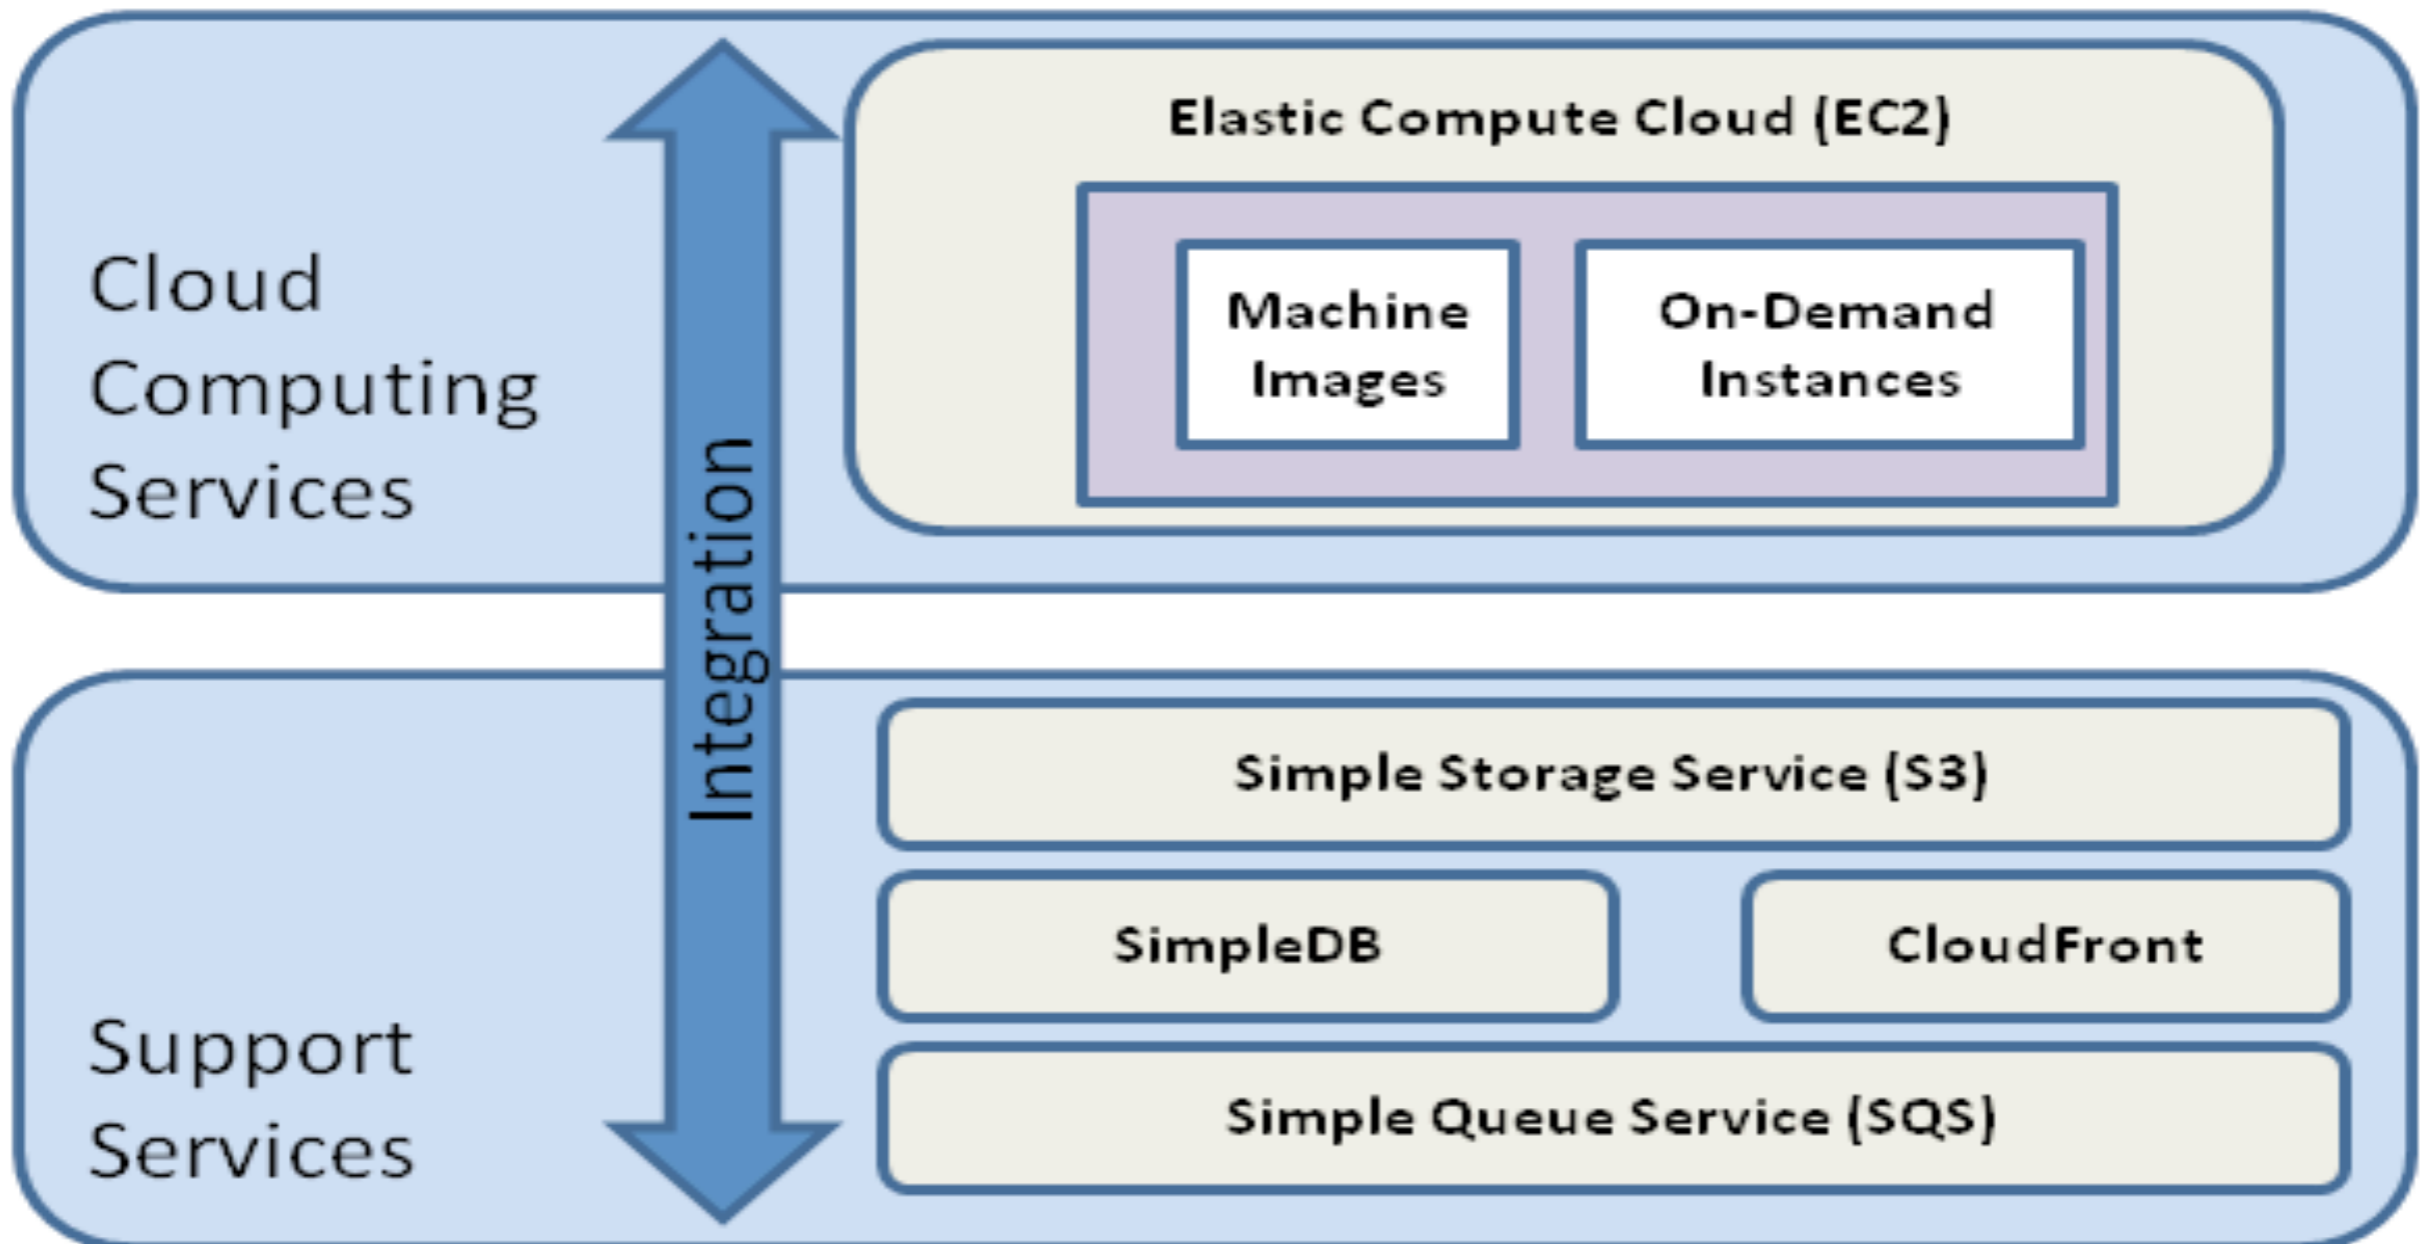 Elastic Compute Cloud (EC2)
Machine
Images
On-Demand
Instances
Cloud
Computing
Services
Integration
Simple Storage Service (S3)
SimpleDB
CloudFront
Simple Queue Service (SQS)
Support
Services